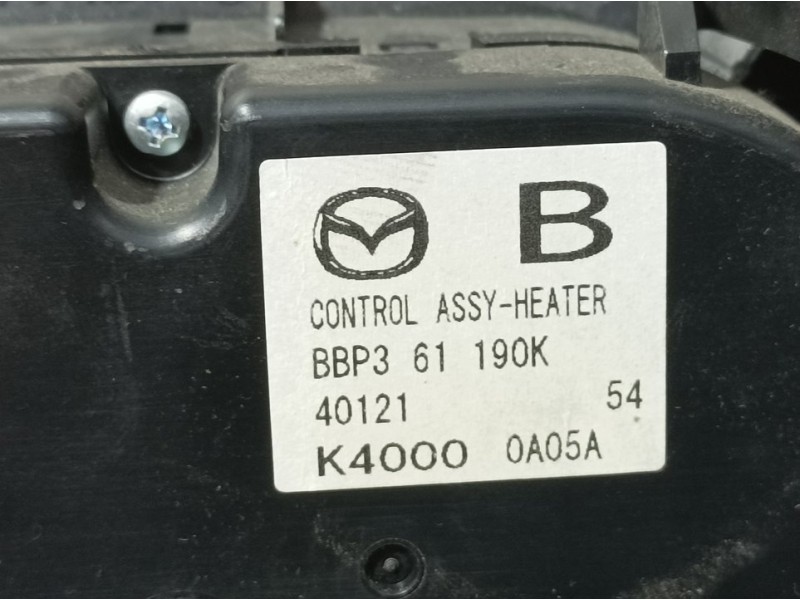 B
CONTROL ASSY-HEATER
BBP3 61 190K
40121 54
K4000 0A05A